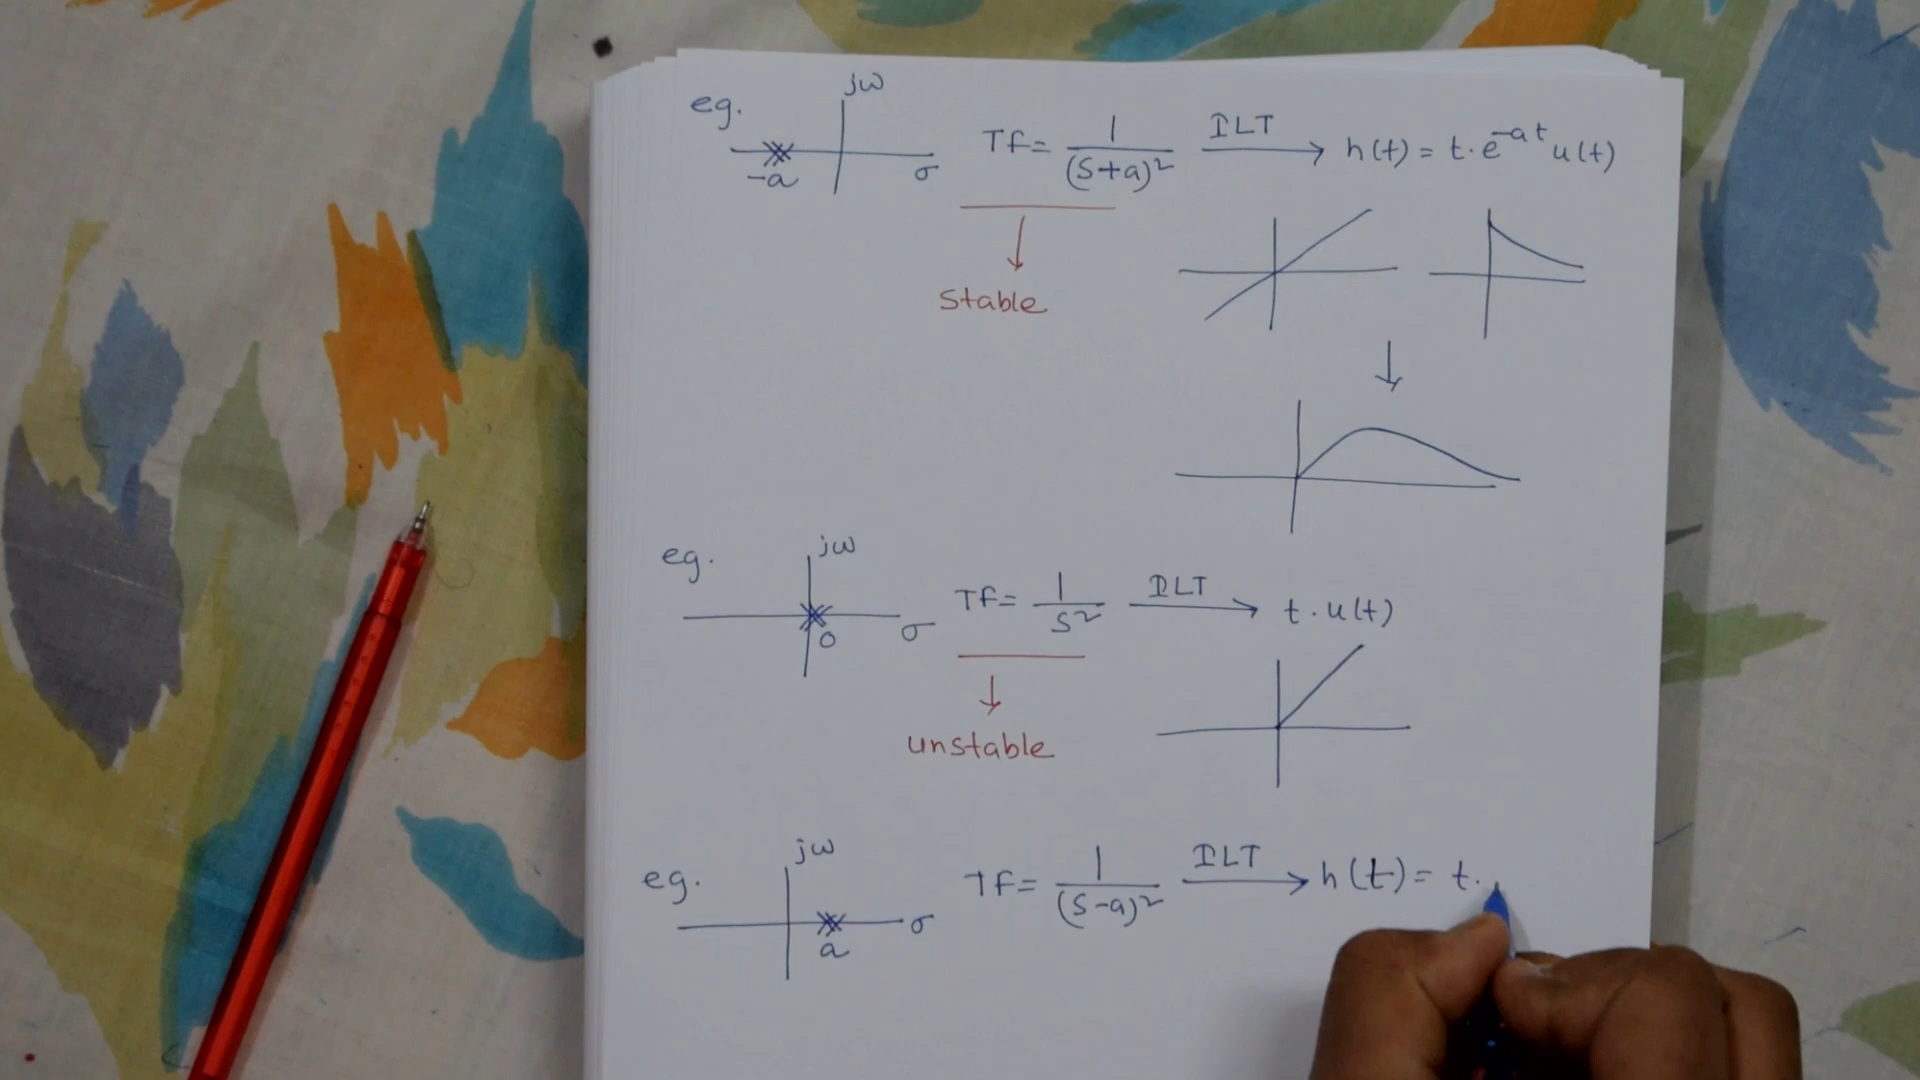 eg. jω
-a σ
Tf = 1/(s+a)² ILT → h(t) = t.e^-at u(t)
Stable
eg. jω
0 σ
Tf = 1/s² ILT → t.u(t)
unstable
eg. jω
a σ
Tf = 1/(s-a)² ILT → h(t) = t.